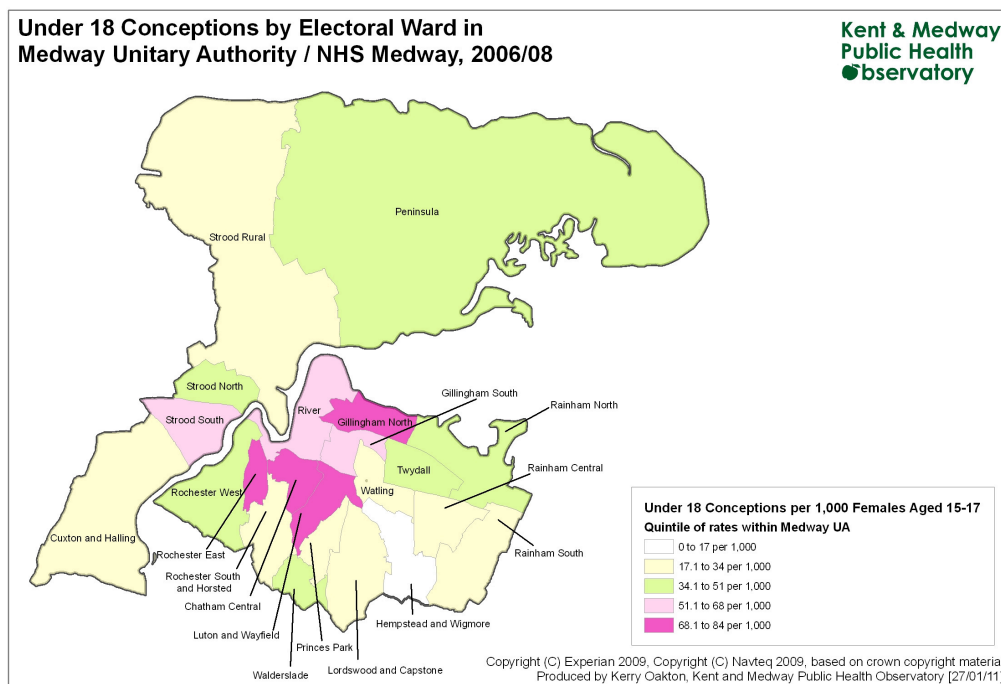 Under 18 Conceptions by Electoral Ward in
Medway Unitary Authority / NHS Medway, 2006/08
Kent & Medway
Public Health
Observatory
Peninsula
Strood Rural
Strood North
Strood South
River
Gillingham South
Gillingham North
Rainham North
Twydall
Rainham Central
Watling
Rochester West
Cuxton and Halling
Rochester East
Rainham South
Rochester South
and Horsted
Chatham Central
Hempstead and Wigmore
Luton and Wayfield
Princes Park
Lordswood and Capstone
Walderslade
Under 18 Conceptions per 1,000 Females Aged 15-17
Quintile of rates within Medway UA
0 to 17 per 1,000
17.1 to 34 per 1,000
34.1 to 51 per 1,000
51.1 to 68 per 1,000
68.1 to 84 per 1,000
Copyright (C) Experian 2009, Copyright (C) Navteq 2009, based on crown copyright materia
Produced by Kerry Oakton, Kent and Medway Public Health Observatory [27/01/11]